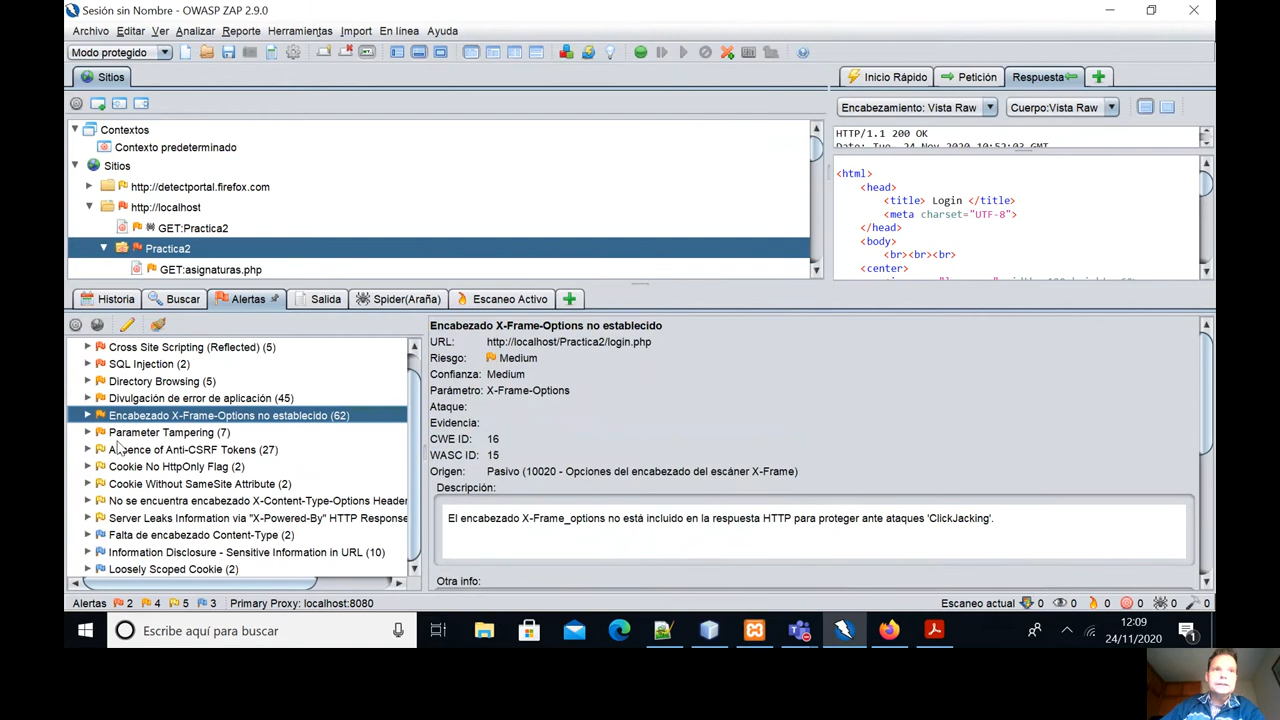 Sesión sin Nombre - OWASP ZAP 2.9.0
Archivo Editar Ver Analizar Reporte Herramientas Import En línea Ayuda
Modo protegido
Sitios
Inicio Rápido Petición Respuesta
Encabezamiento: Vista Raw Cuerpo:Vista Raw
Contextos
Contexto predeterminado
Sitios
http://detectportal.firefox.com
http://localhost
GET:Practica2
Practica2
GET:asignaturas.php
HTTP/1.1 200 OK
Date: Tue, 24 Nov 2020 10:52:03 GMT
<html>
<head>
<title> Login </title>
<meta charset="UTF-8">
</head>
<body>
<br><br><br>
<center>
Historia Buscar Alertas Salida Spider(Araña) Escaneo Activo
Cross Site Scripting (Reflected) (5)
SQL Injection (2)
Directory Browsing (5)
Divulgación de error de aplicación (45)
Encabezado X-Frame-Options no establecido (62)
Parameter Tampering (7)
Absence of Anti-CSRF Tokens (27)
Cookie No HttpOnly Flag (2)
Cookie Without SameSite Attribute (2)
No se encuentra encabezado X-Content-Type-Options Header
Server Leaks Information via "X-Powered-By" HTTP Response
Falta de encabezado Content-Type (2)
Information Disclosure - Sensitive Information in URL (10)
Loosely Scoped Cookie (2)
Encabezado X-Frame-Options no establecido
URL: http://localhost/Practica2/login.php
Riesgo: Medium
Confianza: Medium
Parámetro: X-Frame-Options
Ataque:
Evidencia:
CWE ID: 16
WASC ID: 15
Origen: Pasivo (10020 - Opciones del encabezado del escáner X-Frame)
Descripción:
El encabezado X-Frame_options no está incluido en la respuesta HTTP para proteger ante ataques 'ClickJacking'.
Otra info:
Alertas 2 4 5 3 Primary Proxy: localhost:8080
Escaneo actual 0 0 0 0 0 0
Escribe aquí para buscar
12:09
24/11/2020
1